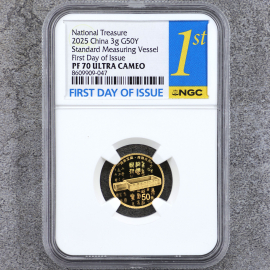 National Treasure
2025 China 3g G50Y
Standard Measuring Vessel
First Day of Issue
PF 70 ULTRA CAMEO
8609909-047
1st
FIRST DAY OF ISSUE
NGC
50